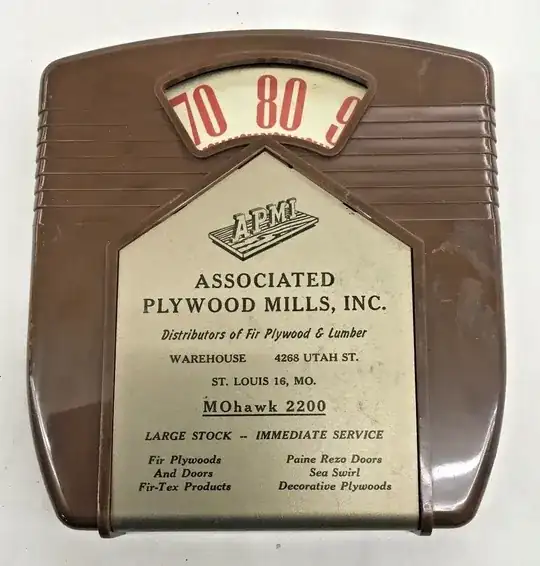 70 80 9
APMI
ASSOCIATED
PLYWOOD MILLS, INC.
Distributors of Fir Plywood & Lumber
WAREHOUSE 4268 UTAH ST.
ST. LOUIS 16, MO.
MOhawk 2200
LARGE STOCK -- IMMEDIATE SERVICE
Fir Plywoods Paine Rezo Doors
And Doors Sea Swirl
Fir-Tex Products Decorative Plywoods